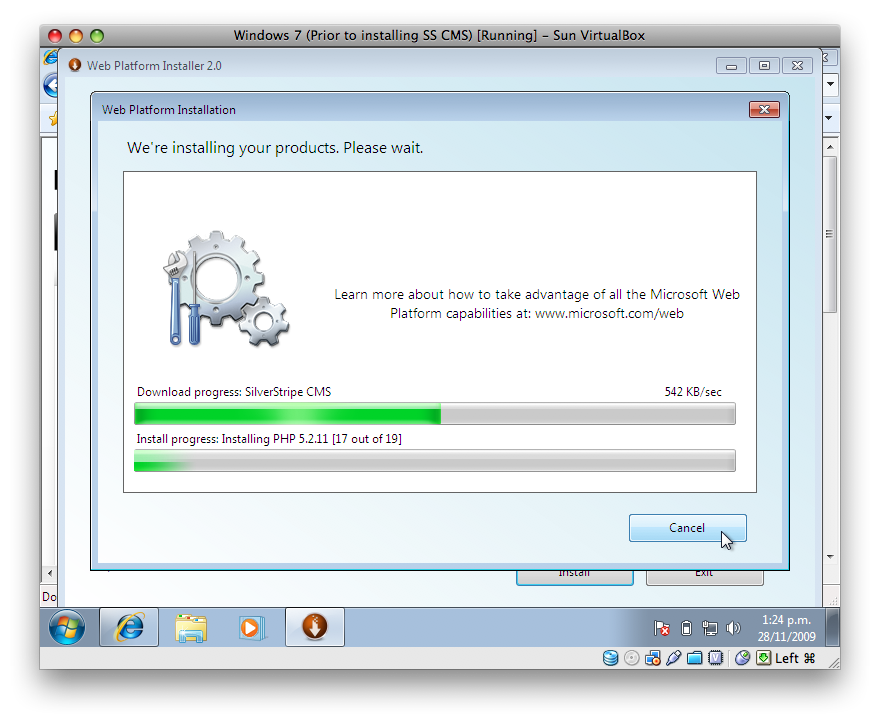 Windows 7 (Prior to installing SS CMS) [Running] – Sun VirtualBox
Web Platform Installer 2.0
Web Platform Installation
We're installing your products. Please wait.
Learn more about how to take advantage of all the Microsoft Web
Platform capabilities at: www.microsoft.com/web
Download progress: SilverStripe CMS 542 KB/sec
Install progress: Installing PHP 5.2.11 [17 out of 19]
Cancel
Install Exit
Do
1:24 p.m.
28/11/2009
Left ⌘